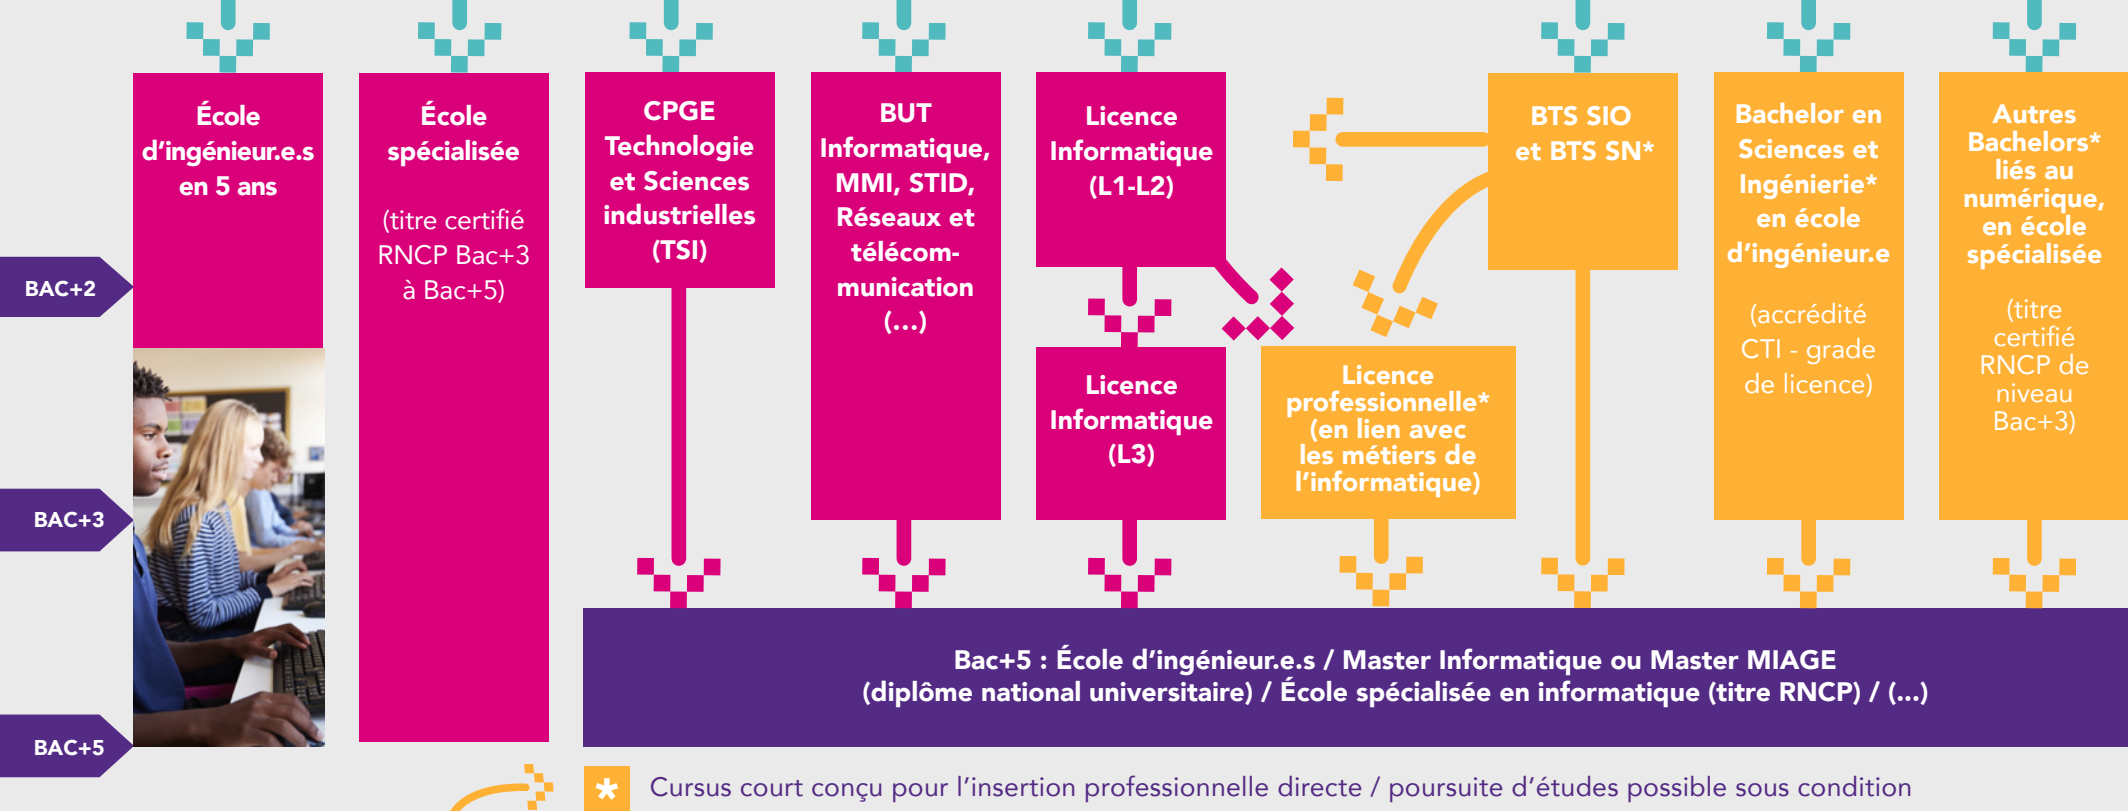 École
d'ingénieur.e.s
en 5 ans
École
spécialisée
(titre certifié
RNCP Bac+3
à Bac+5)
CPGE
Technologie
et Sciences
industrielles
(TSI)
BUT
Informatique,
MMI, STID,
Réseaux et
télécom-
munication
(...)
Licence
Informatique
(L1-L2)
BTS SIO
et BTS SN*
Bachelor en
Sciences et
Ingénierie*
en école
d'ingénieur.e
(accrédité
CTI - grade
de licence)
Autres
Bachelors*
liés au
numérique,
en école
spécialisée
(titre
certifié
RNCP de
niveau
Bac+3)
BAC+2
Licence
Informatique
(L3)
Licence
professionnelle*
(en lien avec
les métiers de
l'informatique)
BAC+3
Bac+5 : École d'ingénieur.e.s / Master Informatique ou Master MIAGE
(diplôme national universitaire) / École spécialisée en informatique (titre RNCP) / (...)
BAC+5
* Cursus court conçu pour l'insertion professionnelle directe / poursuite d'études possible sous condition